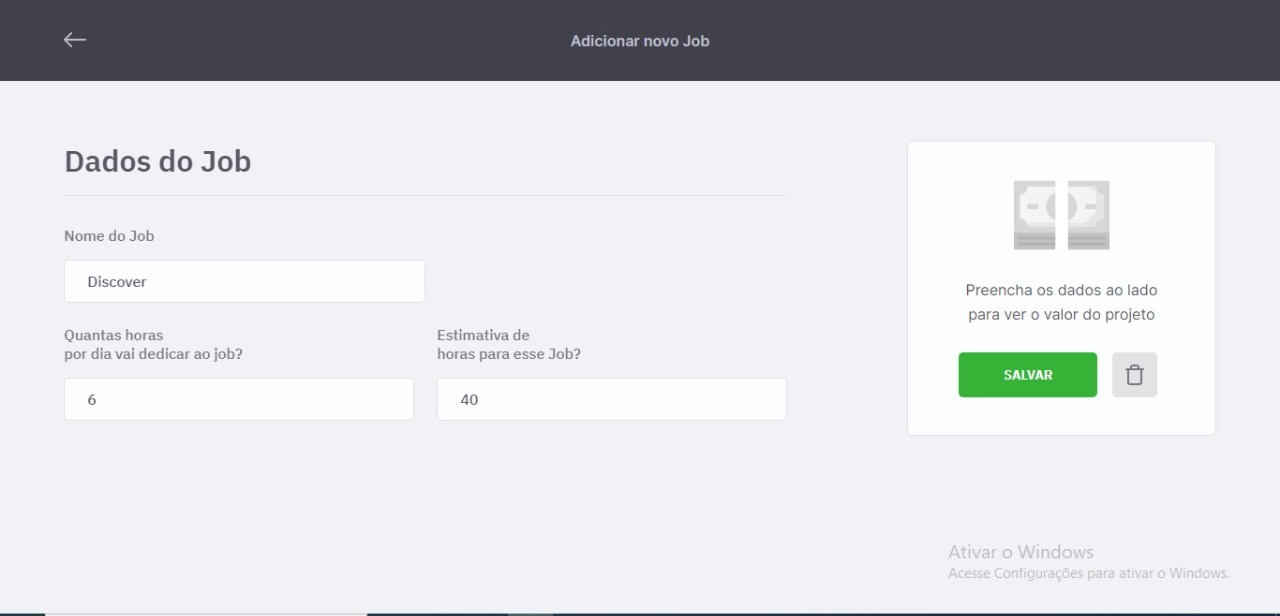 Adicionar novo Job
Dados do Job
Nome do Job
Discover
Quantas horas
por dia vai dedicar ao job?
6
Estimativa de
horas para esse Job?
40
Preencha os dados ao lado
para ver o valor do projeto
SALVAR
Ativar o Windows
Acesse Configurações para ativar o Windows.